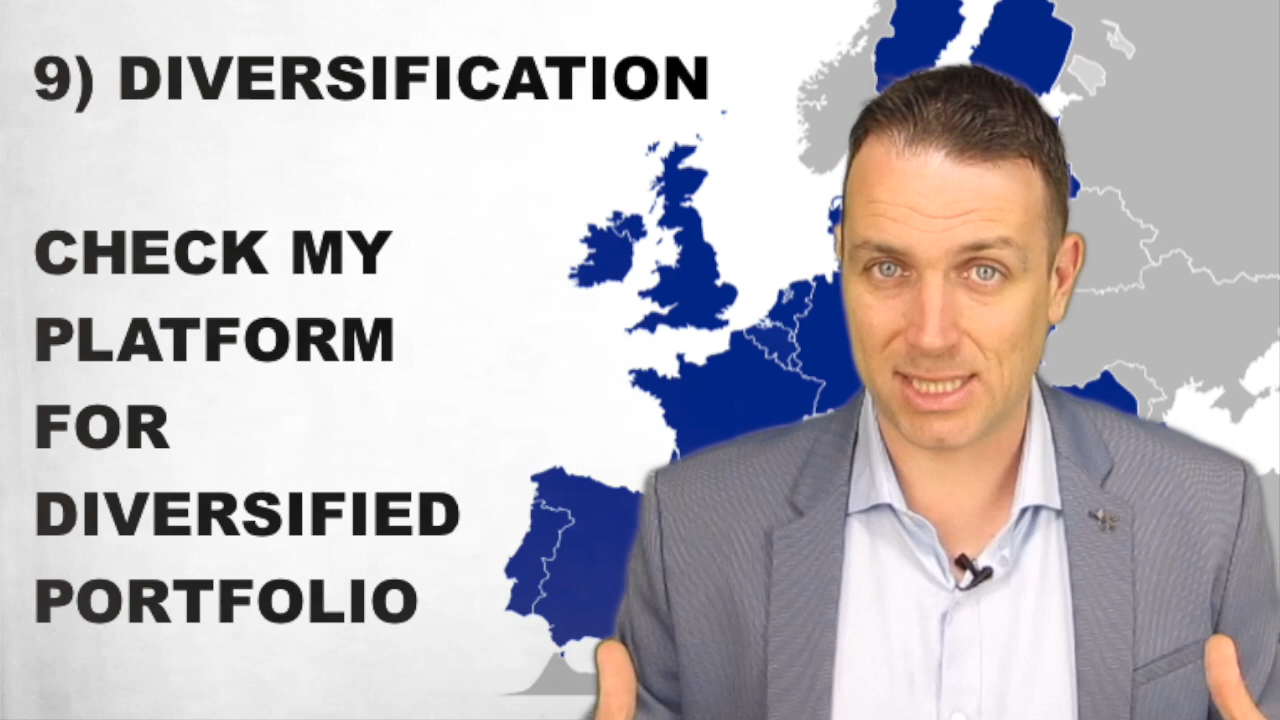 9) DIVERSIFICATION
CHECK MY
PLATFORM
FOR
DIVERSIFIED
PORTFOLIO